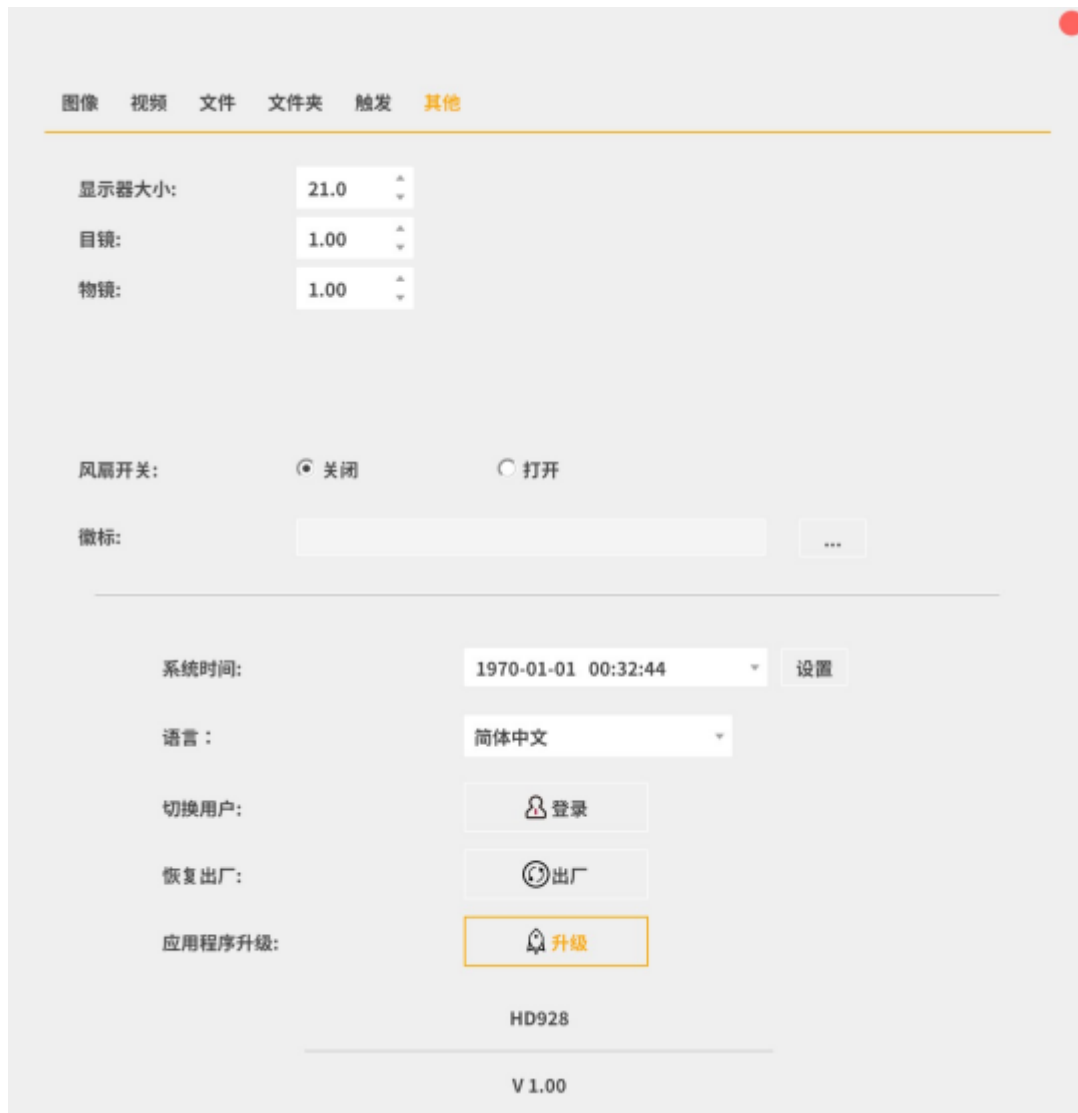 图像 视频 文件 文件夹 触发 其他
显示器大小: 21.0
目镜: 1.00
物镜: 1.00
风扇开关: 关闭 打开
徽标: ...
系统时间: 1970-01-01 00:32:44 设置
语言： 简体中文
切换用户: 登录
恢复出厂: 出厂
应用程序升级: 升级
HD928
V 1.00